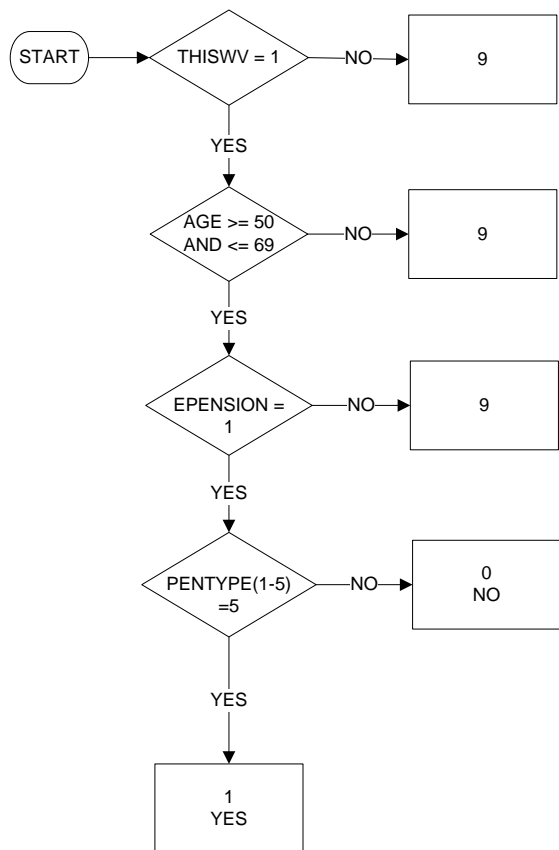 START
THISWV = 1
NO
9
YES
AGE >= 50
AND <= 69
NO
9
YES
EPENSION =
1
NO
9
YES
PENTYPE(1-5)
=5
NO
0
NO
YES
1
YES